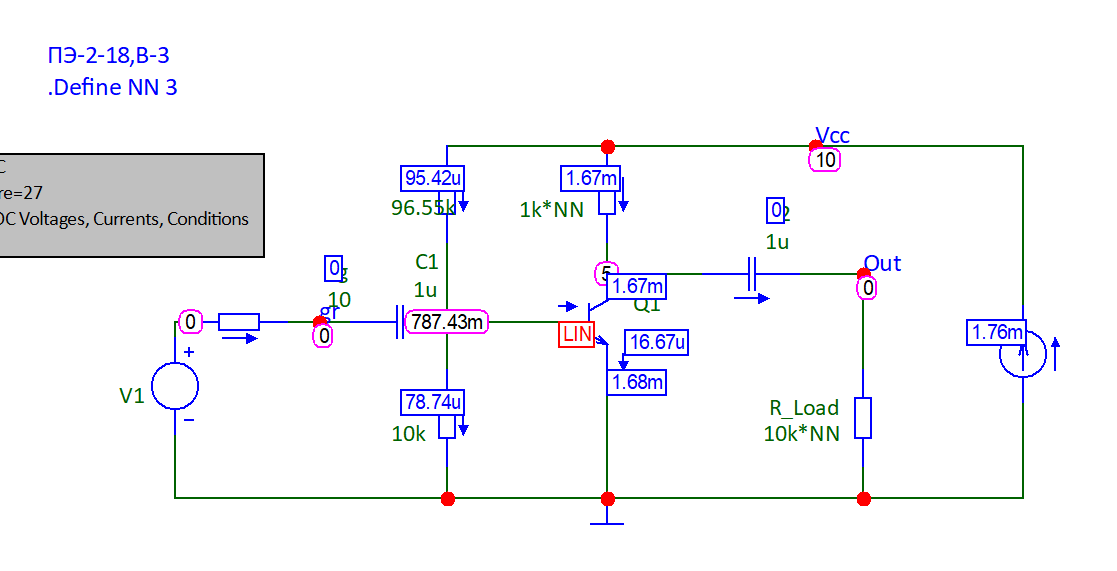 ПЭ-2-18,В-3
.Define NN 3
C
re=27
DC Voltages, Currents, Conditions
Vcc
10
95.42u
96.55k
1.67m
1k*NN
0
1u
0
g
10
gr
0
0
C1
1u
787.43m
5
1.67m
Q1
LIN
16.67u
1.68m
Out
0
1.76m
V1
+
−
78.74u
10k
R_Load
10k*NN